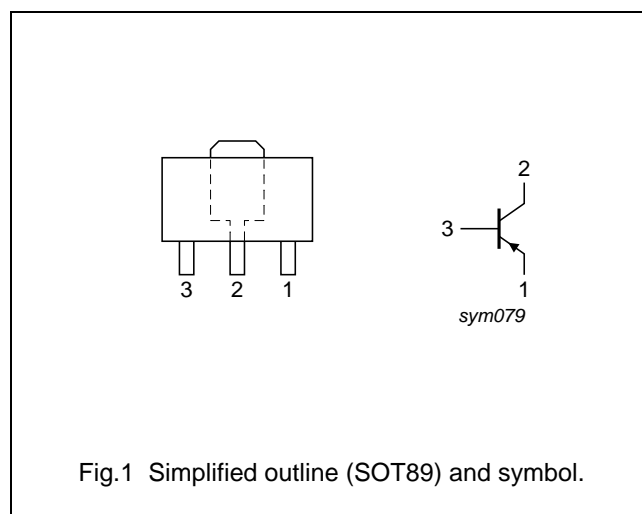 2
3
3 2 1
1
sym079
Fig.1 Simplified outline (SOT89) and symbol.